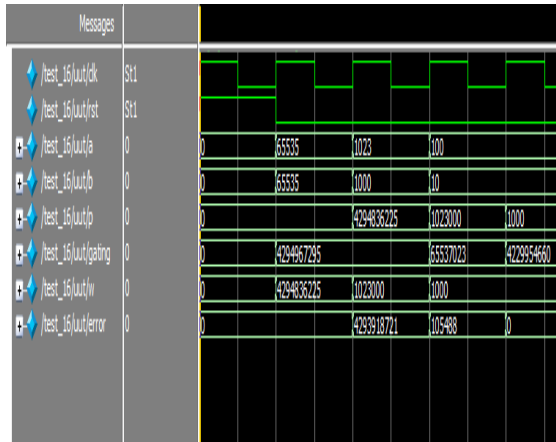 Messages
/test_16/uut/clk St1
/test_16/uut/rst St1
/test_16/uut/a 0 0 65535 1023 100
/test_16/uut/b 0 0 65535 1000 10
/test_16/uut/p 0 0 4294836225 1023000 1000
/test_16/uut/gating 0 0 4294967295 65537023 4229954660
/test_16/uut/w 0 0 4294836225 1023000 1000
/test_16/uut/error 0 0 4293918721 105488 0